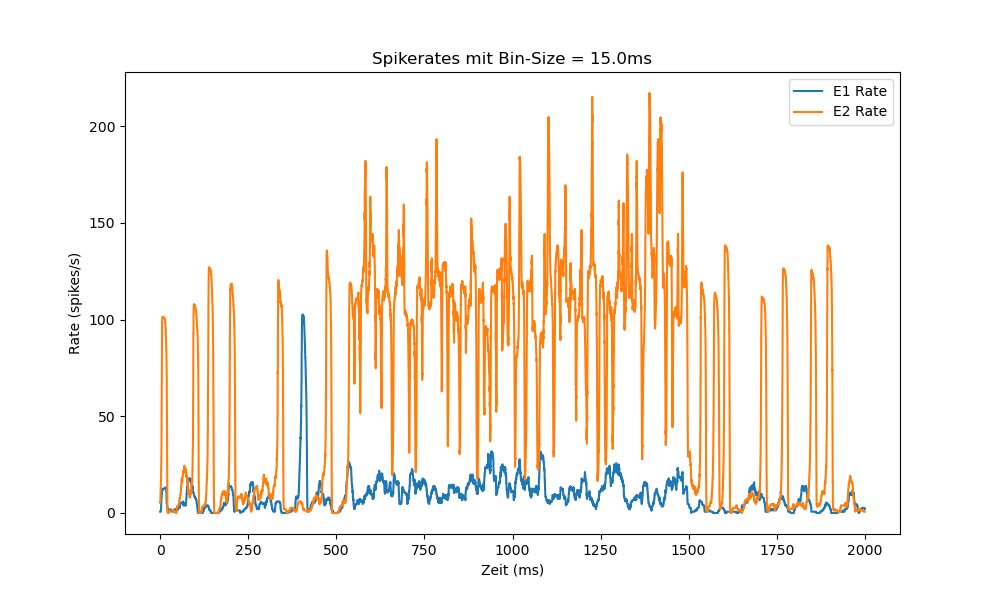 Spikerates mit Bin-Size = 15.0ms
E1 Rate
E2 Rate
200
150
100
50
0
Rate (spikes/s)
0 250 500 750 1000 1250 1500 1750 2000
Zeit (ms)